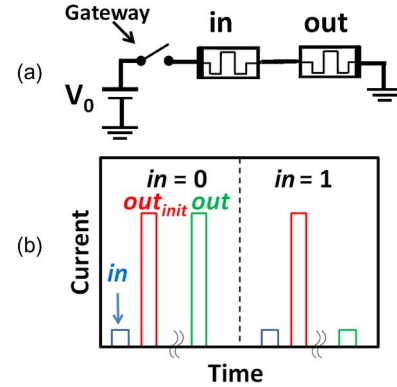 Gateway
in
out
(a)
V0
(b)
in = 0
in = 1
outinit
out
in
Current
Time